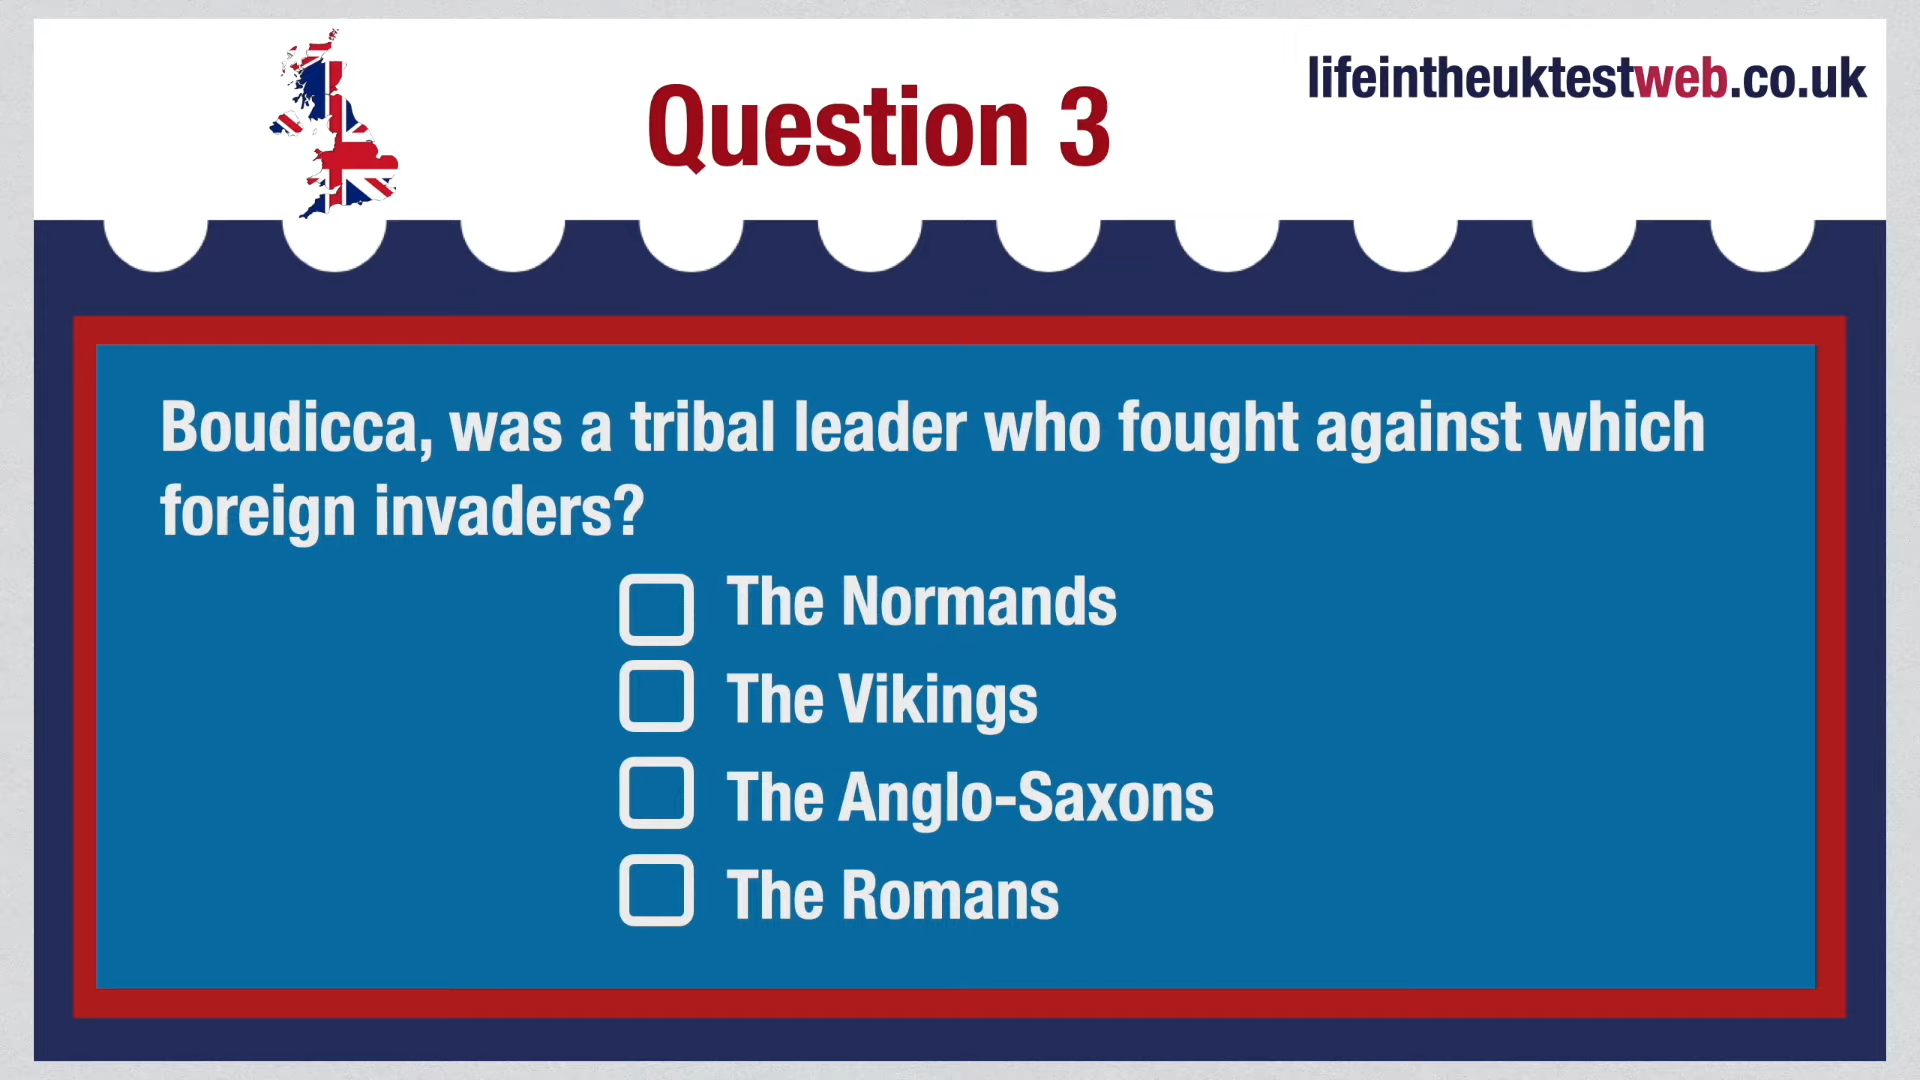 lifeintheuktestweb.co.uk
Question 3
Boudicca, was a tribal leader who fought against which
foreign invaders?
The Normands
The Vikings
The Anglo-Saxons
The Romans